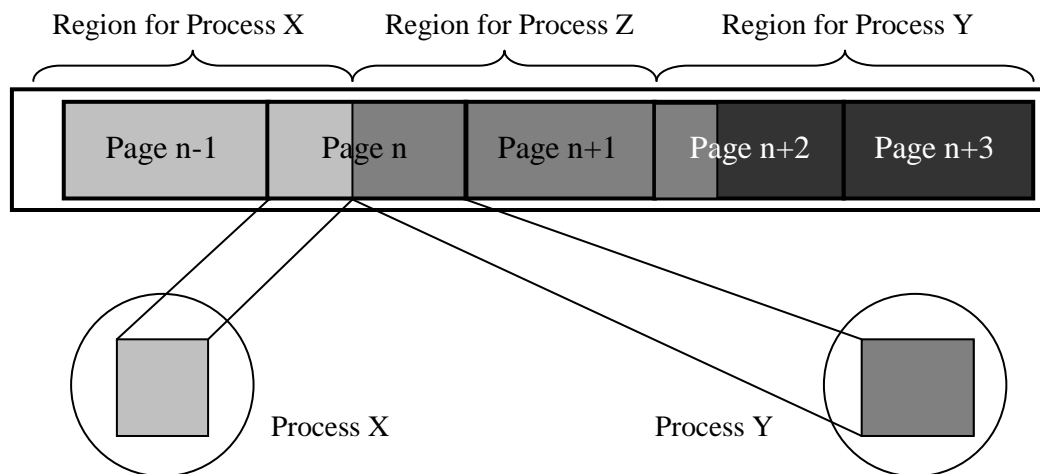 Region for Process X Region for Process Z Region for Process Y
Page n-1 Page n Page n+1 Page n+2 Page n+3
Process X Process Y